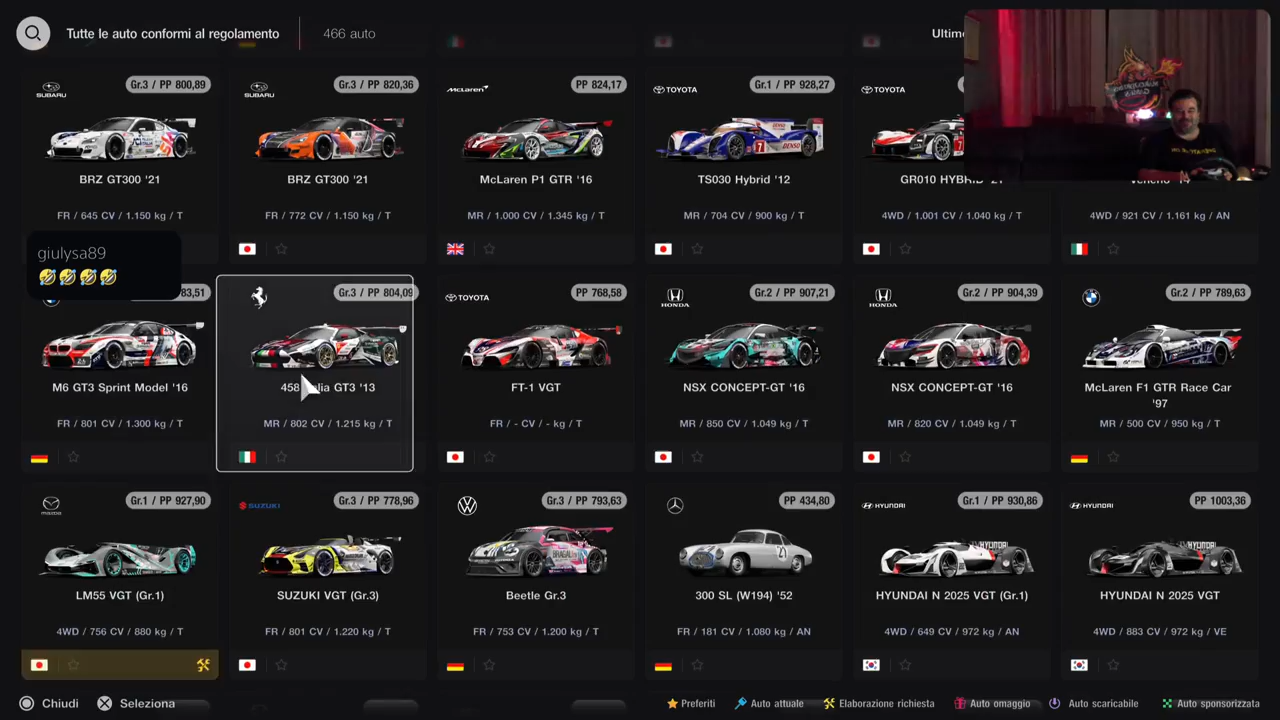 Tutte le auto conformi al regolamento
466 auto
Ultime
SUBARU
Gr.3 / PP 800,89
BRZ GT300 '21
FR / 645 CV / 1.150 kg / T
SUBARU
Gr.3 / PP 820,36
BRZ GT300 '21
FR / 772 CV / 1.150 kg / T
McLaren
PP 824,17
McLaren P1 GTR '16
MR / 1.000 CV / 1.345 kg / T
TOYOTA
Gr.1 / PP 928,27
TS030 Hybrid '12
MR / 704 CV / 900 kg / T
TOYOTA
GR010 HYBRID '21
4WD / 1.001 CV / 1.040 kg / T
Veneno '14
4WD / 921 CV / 1.161 kg / AN
giulysa89
🤣🤣🤣🤣
83,51
M6 GT3 Sprint Model '16
FR / 801 CV / 1.300 kg / T
Gr.3 / PP 804,09
458 Italia GT3 '13
MR / 802 CV / 1.215 kg / T
TOYOTA
PP 768,58
FT-1 VGT
FR / - CV / - kg / T
HONDA
Gr.2 / PP 907,21
NSX CONCEPT-GT '16
MR / 850 CV / 1.049 kg / T
HONDA
Gr.2 / PP 904,39
NSX CONCEPT-GT '16
MR / 820 CV / 1.049 kg / T
Gr.2 / PP 789,63
McLaren F1 GTR Race Car
'97
MR / 500 CV / 950 kg / T
mazda
Gr.1 / PP 927,90
LM55 VGT (Gr.1)
4WD / 756 CV / 880 kg / T
SUZUKI
Gr.3 / PP 778,96
SUZUKI VGT (Gr.3)
FR / 801 CV / 1.220 kg / T
Gr.3 / PP 793,63
Beetle Gr.3
FR / 753 CV / 1.200 kg / T
PP 434,80
300 SL (W194) '52
FR / 181 CV / 1.080 kg / AN
HYUNDAI
Gr.1 / PP 930,86
HYUNDAI N 2025 VGT (Gr.1)
4WD / 649 CV / 972 kg / AN
HYUNDAI
PP 1003,36
HYUNDAI N 2025 VGT
4WD / 883 CV / 972 kg / VE
Chiudi
Seleziona
Preferiti
Auto attuale
Elaborazione richiesta
Auto omaggio
Auto scaricabile
Auto sponsorizzata